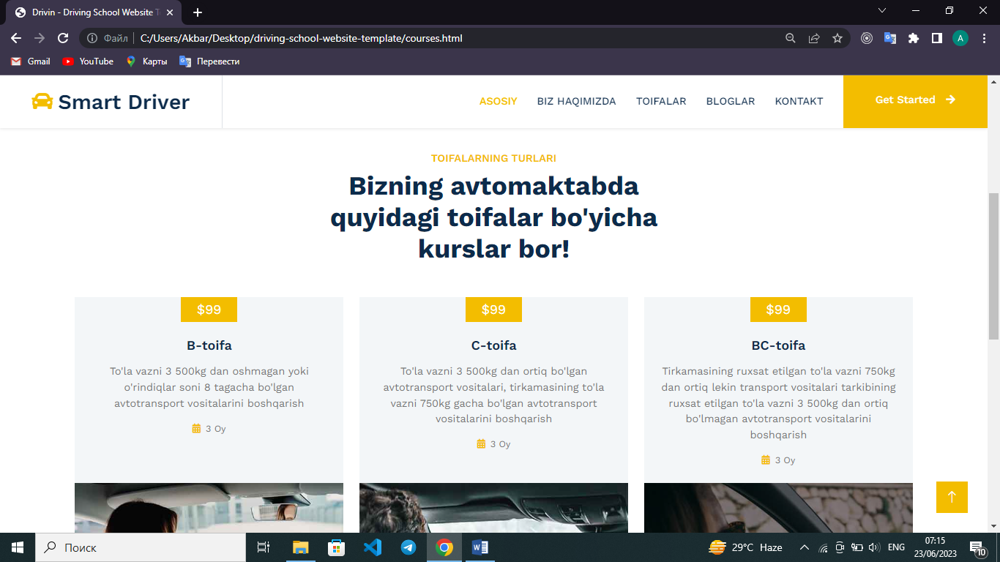 Drivin - Driving School Website T
Файл
C:/Users/Akbar/Desktop/driving-school-website-template/courses.html
A
Gmail
YouTube
Карты
Перевести
Smart Driver
ASOSIY
BIZ HAQIMIZDA
TOIFALAR
BLOGLAR
KONTAKT
Get Started
TOIFALARNING TURLARI
Bizning avtomaktabda
quyidagi toifalar bo'yicha
kurslar bor!
$99
B-toifa
To'la vazni 3 500kg dan oshmagan yoki
o'rindiqlar soni 8 tagacha bo'lgan
avtotransport vositalarini boshqarish
3 Oy
$99
C-toifa
To'la vazni 3 500kg dan ortiq bo'lgan
avtotransport vositalari, tirkamasining to'la
vazni 750kg gacha bo'lgan avtotransport
vositalarini boshqarish
3 Oy
$99
BC-toifa
Tirkamasining ruxsat etilgan to'la vazni 750kg
dan ortiq lekin transport vositalari tarkibining
ruxsat etilgan to'la vazni 3 500kg dan ortiq
bo'lmagan avtotransport vositalarini
boshqarish
3 Oy
Поиск
29°C Haze
ENG
07:15
23/06/2023
10